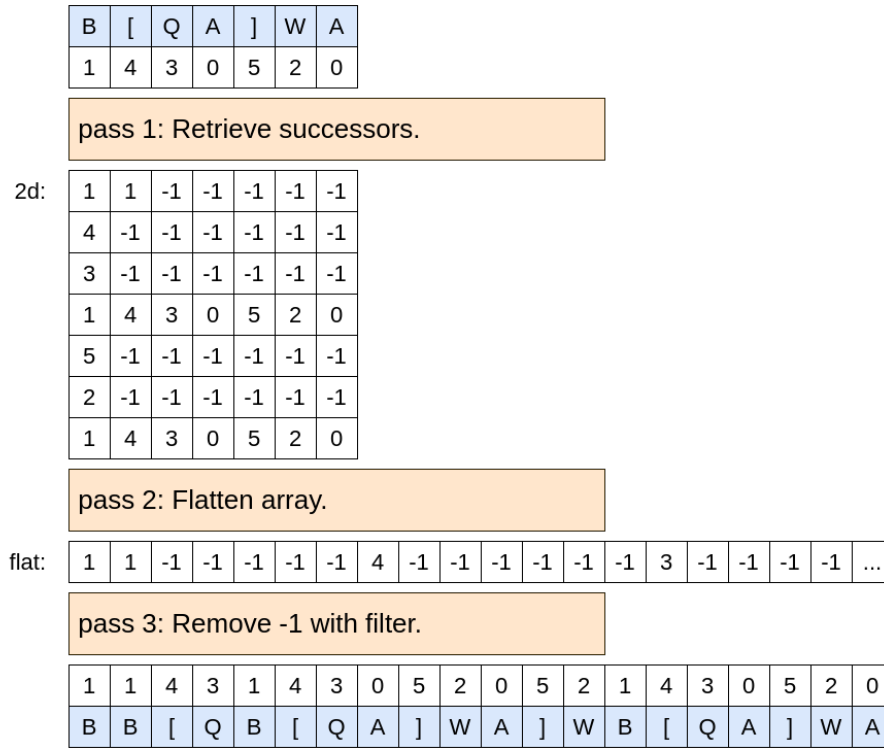 B [ Q A ] W A
1 4 3 0 5 2 0
pass 1: Retrieve successors.
2d: 1 1 -1 -1 -1 -1 -1
4 -1 -1 -1 -1 -1 -1
3 -1 -1 -1 -1 -1 -1
1 4 3 0 5 2 0
5 -1 -1 -1 -1 -1 -1
2 -1 -1 -1 -1 -1 -1
1 4 3 0 5 2 0
pass 2: Flatten array.
flat: 1 1 -1 -1 -1 -1 -1 4 -1 -1 -1 -1 -1 -1 3 -1 -1 -1 -1 ...
pass 3: Remove -1 with filter.
1 1 4 3 1 4 3 0 5 2 0 5 2 1 4 3 0 5 2 0
B B [ Q B [ Q A ] W A ] W B [ Q A ] W A